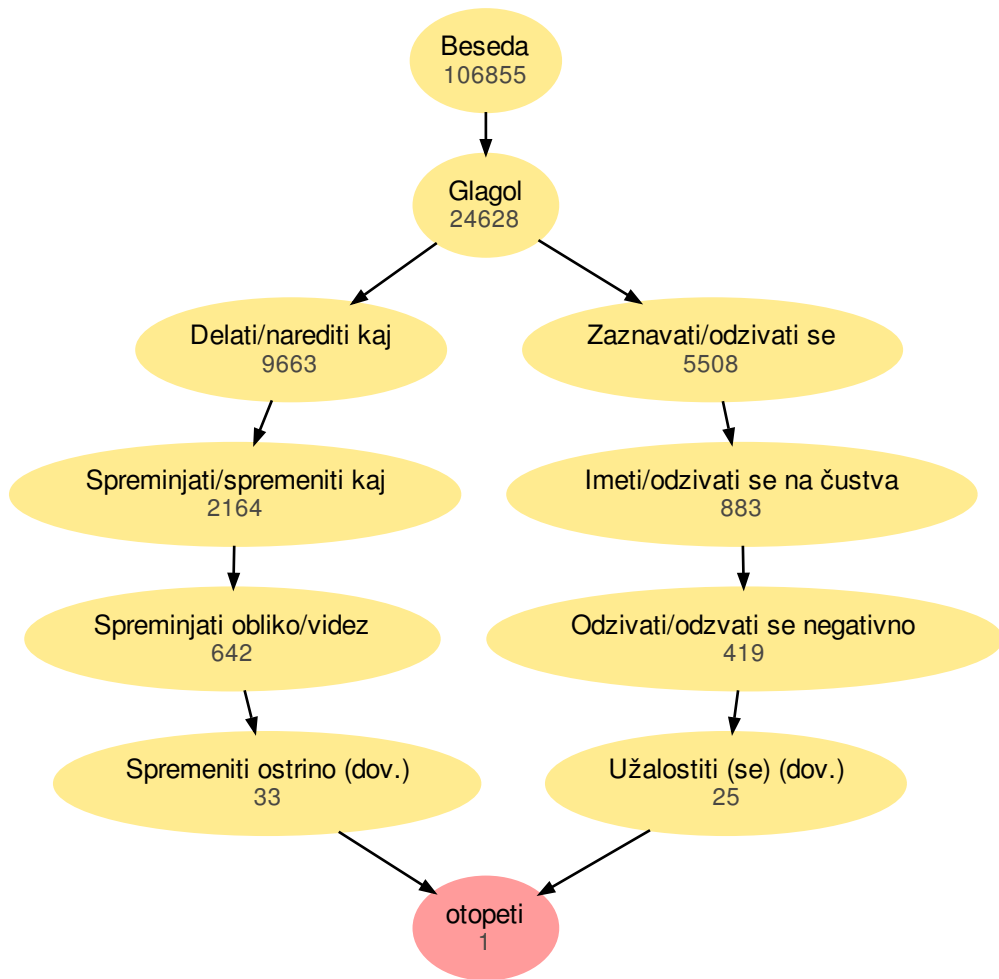 Beseda
106855
Glagol
24628
Delati/narediti kaj
9663
Zaznavati/odzivati se
5508
Spreminjati/spremeniti kaj
2164
Imeti/odzivati se na čustva
883
Spreminjati obliko/videz
642
Odzivati/odzvati se negativno
419
Spremeniti ostrino (dov.)
33
Užalostiti (se) (dov.)
25
otopeti
1